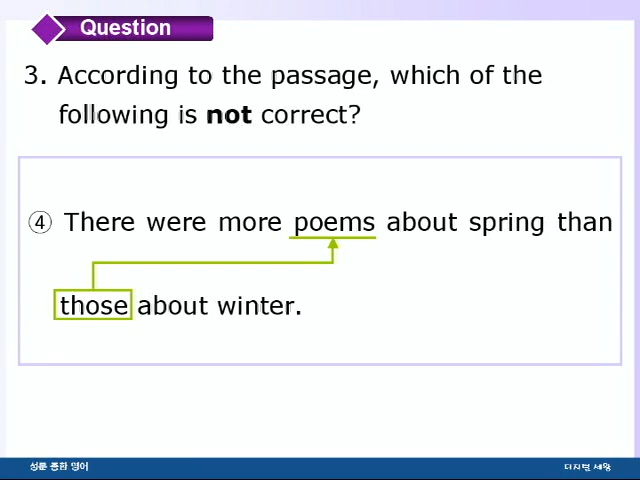 Question
3. According to the passage, which of the
following is not correct?
④ There were more poems about spring than
those about winter.
성문 종합 영어
디지털 세왕